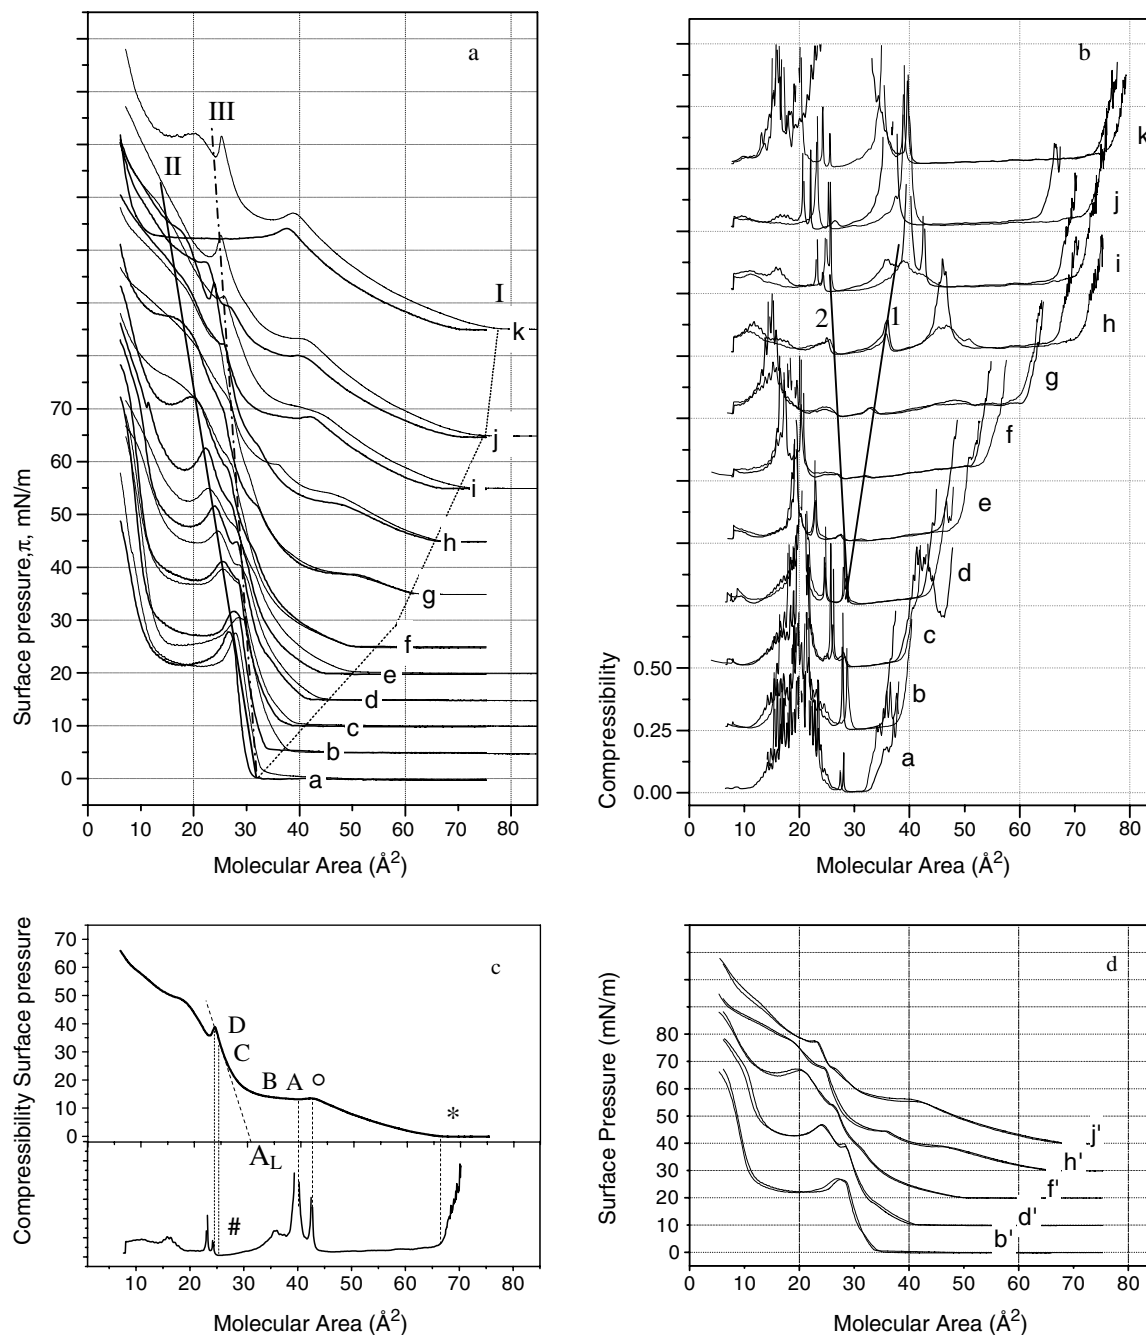 a
III
II
I
k
j
i
h
g
f
e
d
c
b
a
70
60
50
40
30
20
10
0
Surface pressure,π, mN/m
0 10 20 30 40 50 60 70 80
Molecular Area (Å²)
b
k
j
i
h
g
f
e
d
c
b
a
2 1
0.50
0.25
0.00
Compressibility
0 10 20 30 40 50 60 70 80
Molecular Area (Å²)
c
70
60
50
40
30
20
10
0
Compressibility Surface pressure
D
C
B A o
*
A_L
#
10 20 30 40 50 60 70 80
Molecular Area (Å²)
d
80
70
60
50
40
30
20
10
0
Surface Pressure (mN/m)
j'
h'
f'
d'
b'
0 10 20 30 40 50 60 70 80
Molecular Area (Å²)